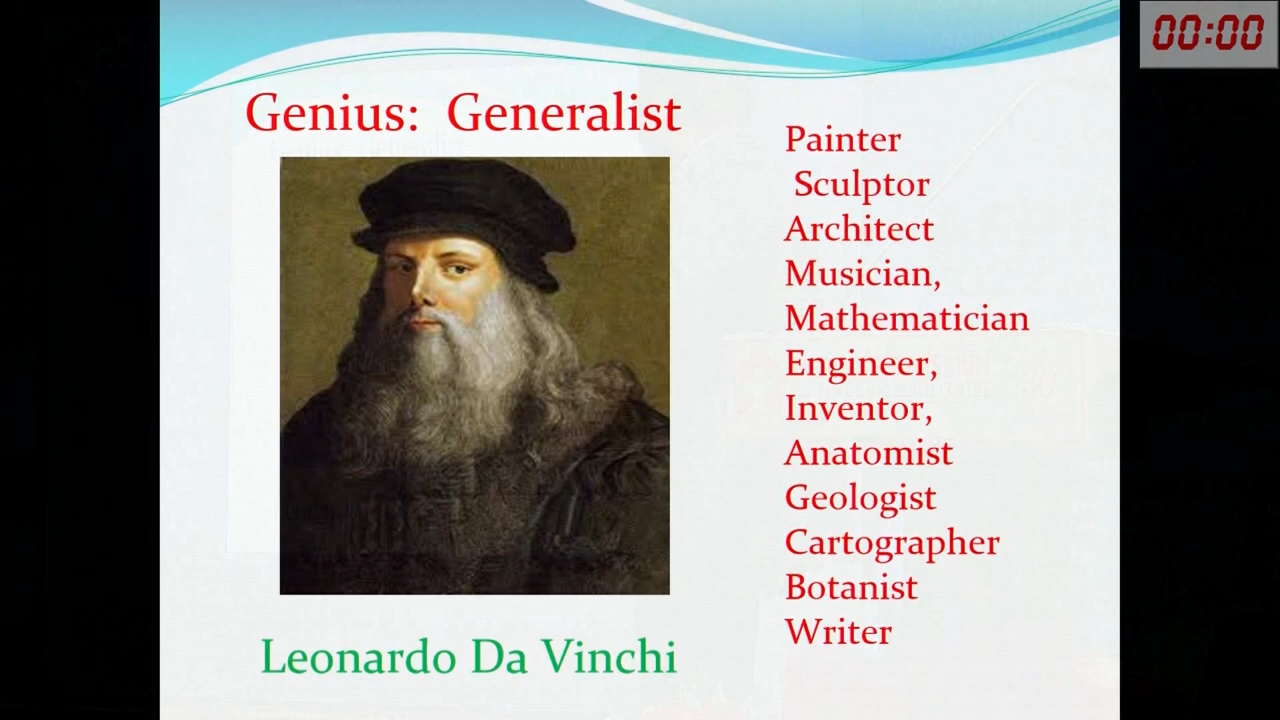 00:00
Genius: Generalist
Painter
Sculptor
Architect
Musician,
Mathematician
Engineer,
Inventor,
Anatomist
Geologist
Cartographer
Botanist
Writer
Leonardo Da Vinchi